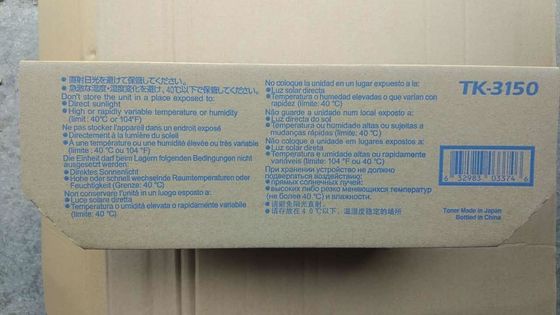 ● 直射日光を避けて保管してください。
● 急激な温度・湿度変化を避け、40℃以下で保管してください。
Don't store the unit in a place exposed to:
● Direct sunlight
● High or rapidly variable temperature or humidity
(limit: 40°C or 104°F)
Ne pas stocker l'appareil dans un endroit exposé
● Directement à la lumière du soleil
● À une température ou une humidité élevée ou très variable
(limite : 40 °C ou 104 °F)
Die Einheit darf beim Lagern folgenden Bedingungen nicht
ausgesetzt werden:
● Direktes Sonnenlicht
● Hohe oder schnell wechselnde Raumtemperaturen oder
Feuchtigkeit (Grenze: 40 °C)
Non conservare l'unità in un luogo esposto a:
● Luce solare diretta
● Temperatura o umidità elevata o rapidamente variabile
(limite: 40 °C)
No coloque la unidad en un lugar expuesto a la:
● Luz solar directa
● Temperatura o humedad elevadas o que varían con
rapidez (límite: 40 °C)
Não guarde a unidade num local exposto a:
● Luz directa do sol
● Temperatura ou humidade altas ou sujeitas a
mudanças rápidas (limite: 40 °C)
Não coloque a unidade em lugares expostos a:
● Luz solar direta
● Temperatura e umidade altas ou rapidamente
variáveis (limite: 104 °F ou 40 °C)
При хранении устройство не должно
подвергаться воздействию:
● прямых солнечных лучей;
● высоких либо резко меняющихся температур
(не более 40 °C) и влажности.
● 请避免阳光直射。
● 请存放在40℃以下，温湿度稳定的场所
TK-3150
6 32983 03374 6
Toner Made in Japan
Bottled in China